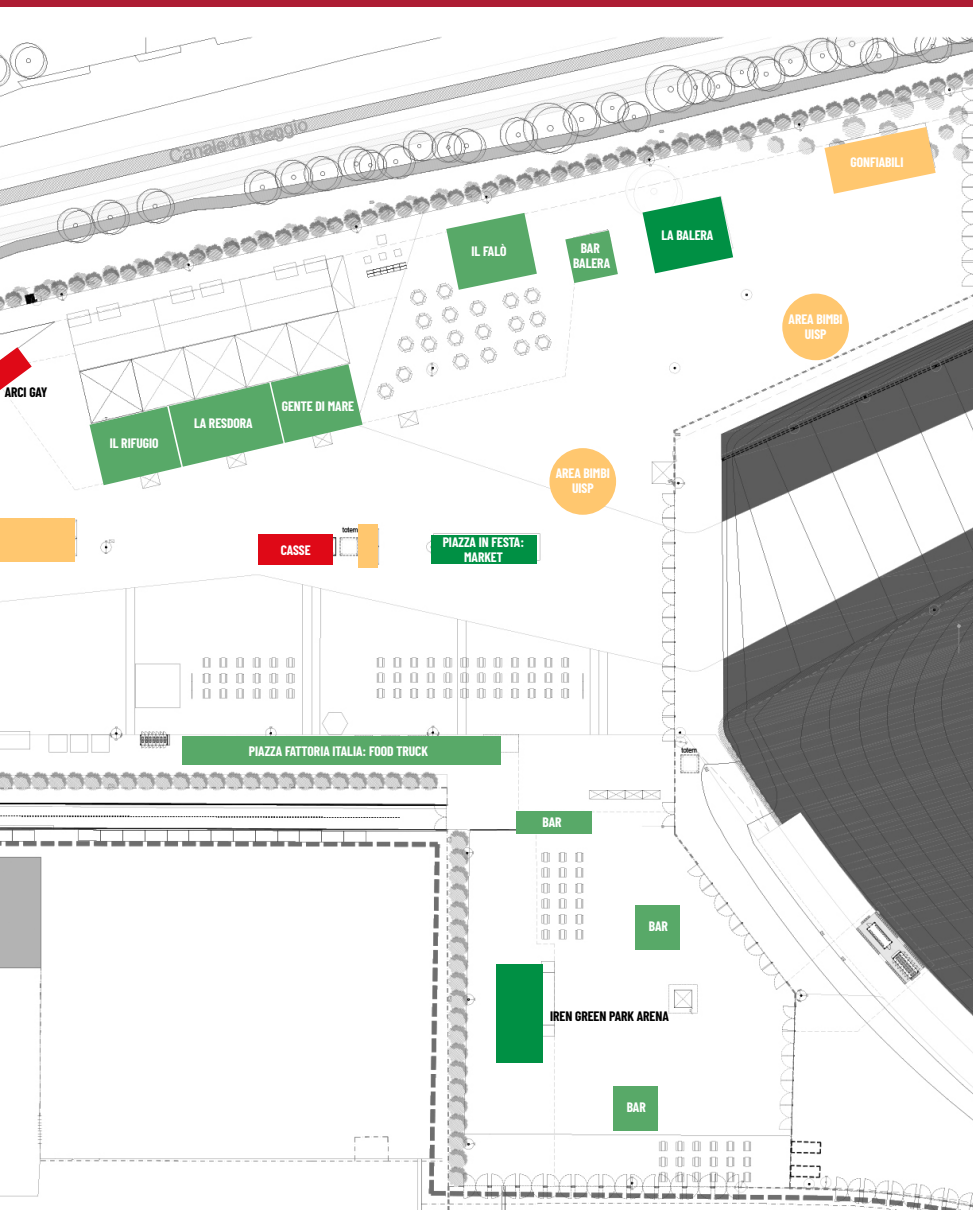 Canale di Reggio
GONFIABILI
LA BALERA
IL FALÒ
BAR
BALERA
AREA BIMBI
UISP
ARCI GAY
GENTE DI MARE
LA RESDORA
IL RIFUGIO
AREA BIMBI
UISP
totem
CASSE
PIAZZA IN FESTA:
MARKET
PIAZZA FATTORIA ITALIA: FOOD TRUCK
totem
BAR
BAR
IREN GREEN PARK ARENA
BAR